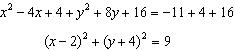 x² − 4x + 4 + y² + 8y + 16 = −11 + 4 + 16
(x − 2)² + (y + 4)² = 9